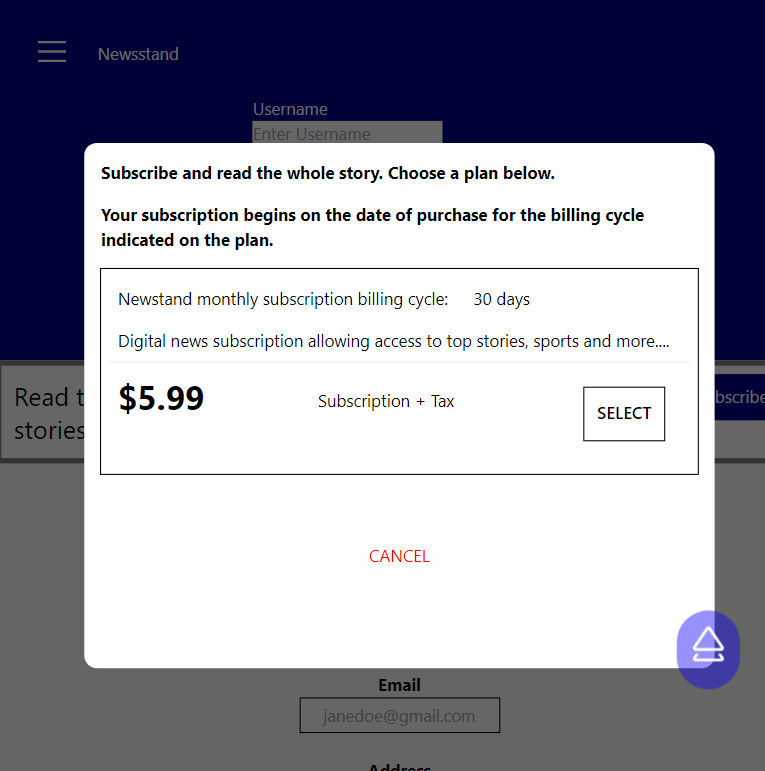 Newsstand
Username
Enter Username
Subscribe and read the whole story. Choose a plan below.
Your subscription begins on the date of purchase for the billing cycle
indicated on the plan.
Newstand monthly subscription billing cycle: 30 days
Digital news subscription allowing access to top stories, sports and more....
$5.99 Subscription + Tax SELECT
Read
stories
CANCEL
Email
janedoe@gmail.com
Address